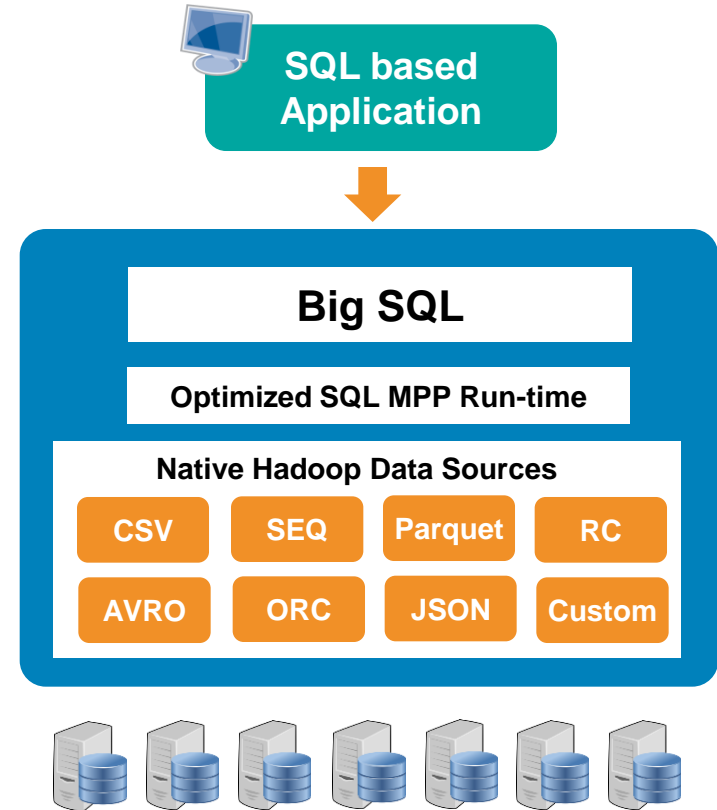 SQL based
Application
Big SQL
Optimized SQL MPP Run-time
Native Hadoop Data Sources
CSV SEQ Parquet RC
AVRO ORC JSON Custom